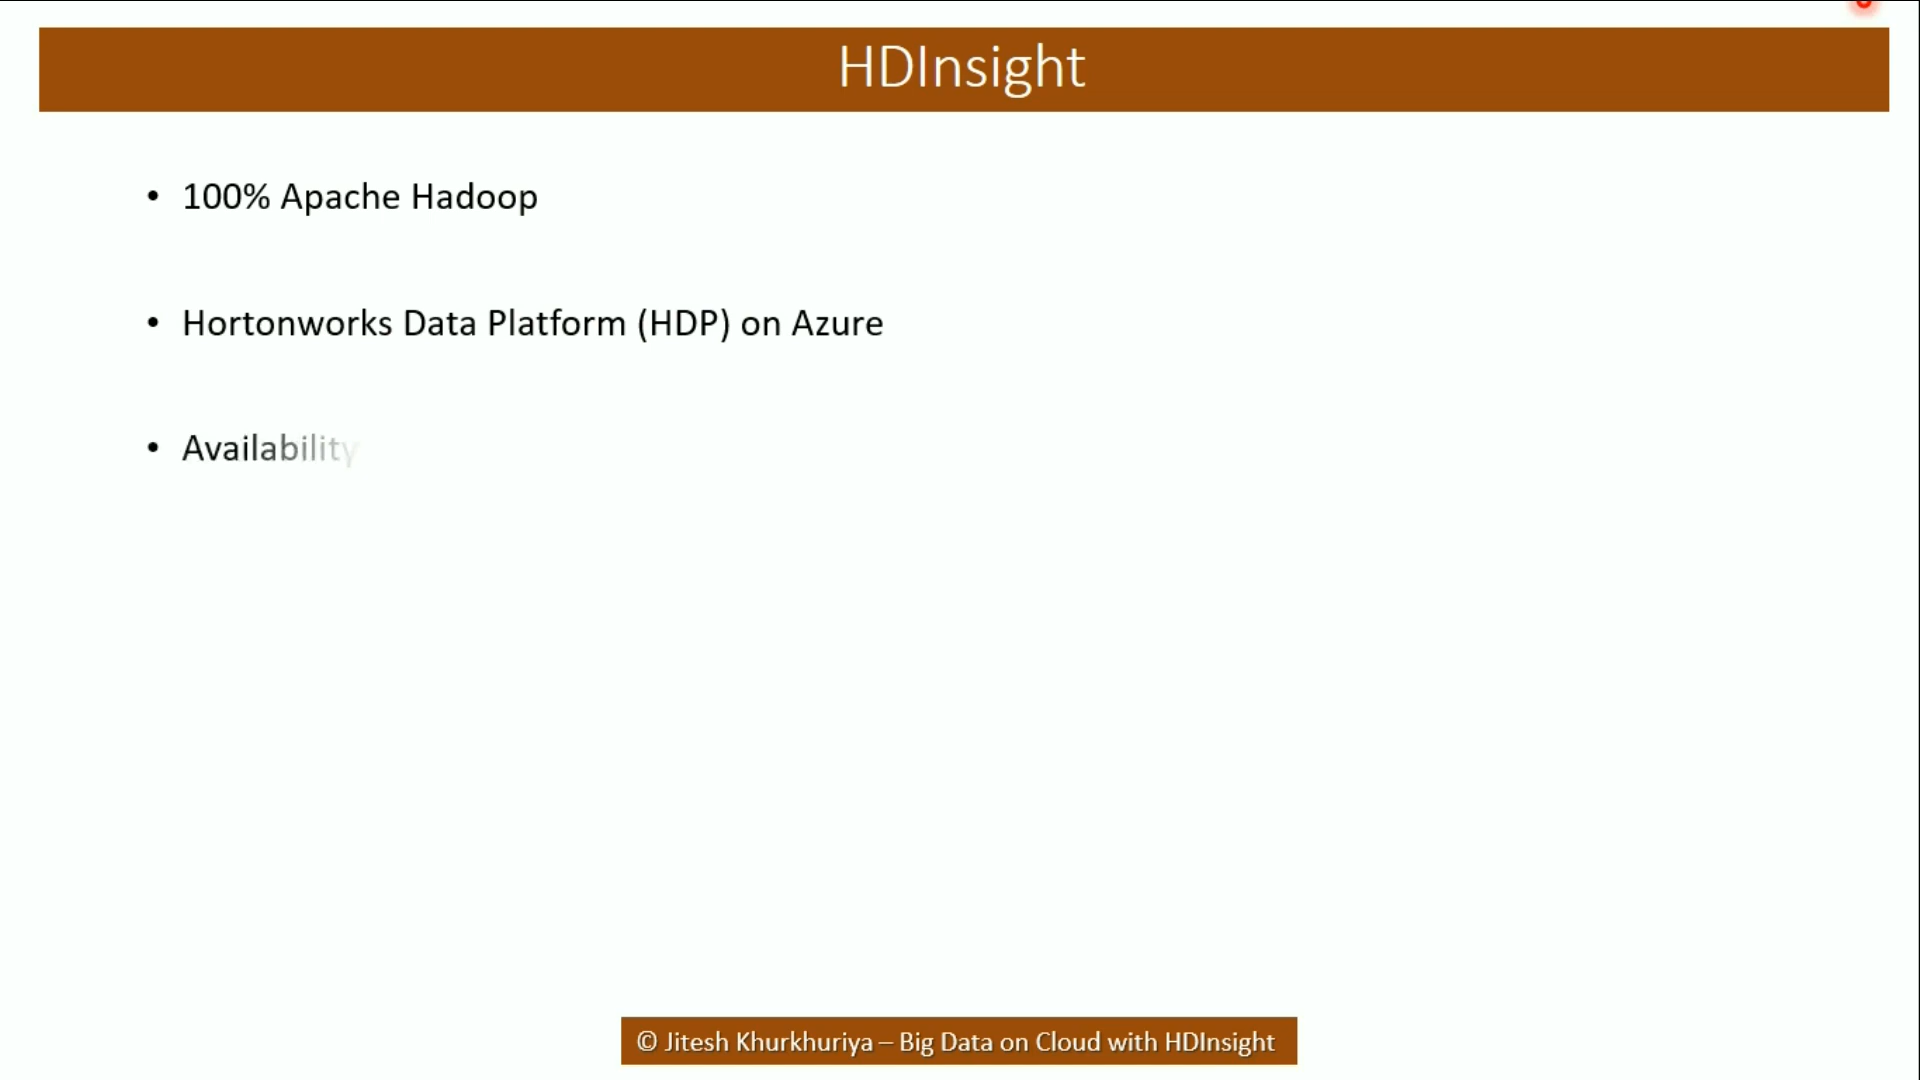 HDInsight
• 100% Apache Hadoop
• Hortonworks Data Platform (HDP) on Azure
• Availability
© Jitesh Khurkhuriya – Big Data on Cloud with HDInsight